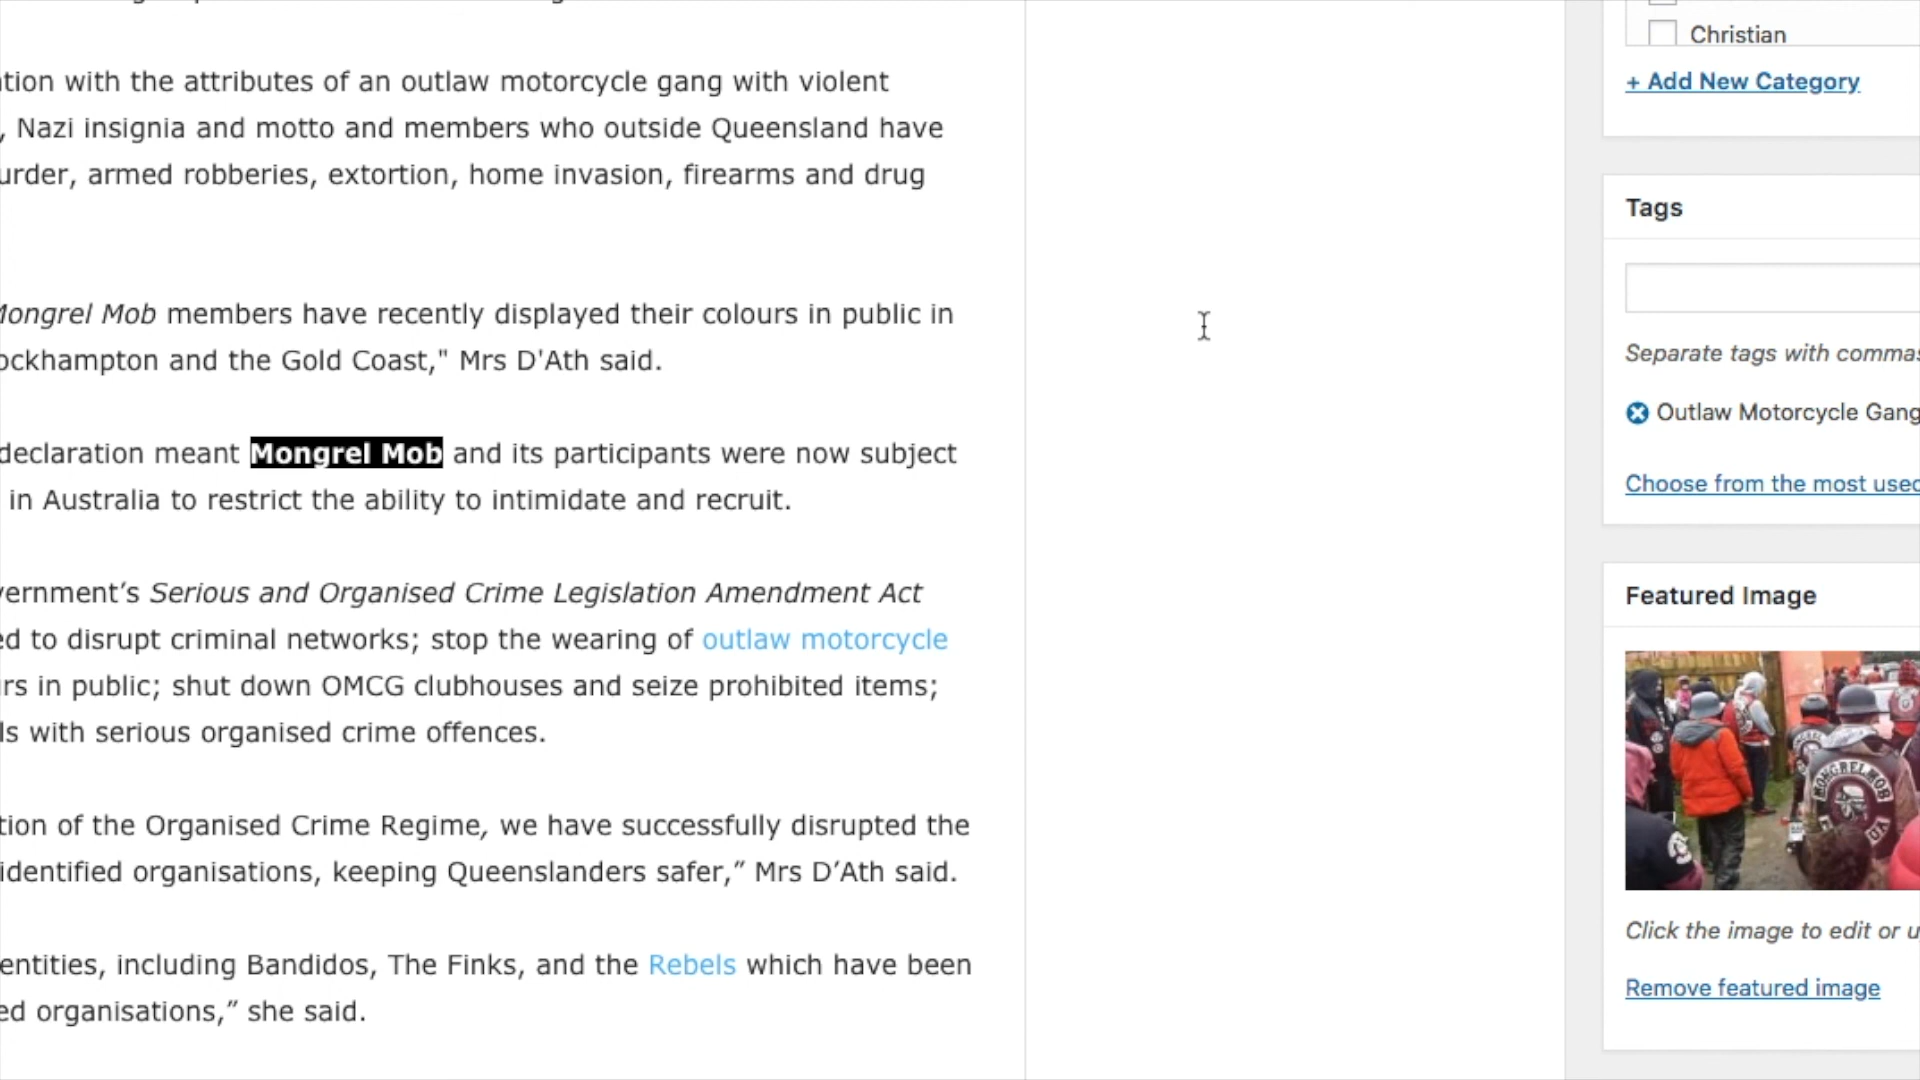 tion with the attributes of an outlaw motorcycle gang with violent
, Nazi insignia and motto and members who outside Queensland have
urder, armed robberies, extortion, home invasion, firearms and drug
Mongrel Mob members have recently displayed their colours in public in
ockhampton and the Gold Coast," Mrs D'Ath said.
declaration meant Mongrel Mob and its participants were now subject
in Australia to restrict the ability to intimidate and recruit.
vernment’s Serious and Organised Crime Legislation Amendment Act
ed to disrupt criminal networks; stop the wearing of outlaw motorcycle
rs in public; shut down OMCG clubhouses and seize prohibited items;
ls with serious organised crime offences.
tion of the Organised Crime Regime, we have successfully disrupted the
identified organisations, keeping Queenslanders safer,” Mrs D’Ath said.
entities, including Bandidos, The Finks, and the Rebels which have been
ed organisations,” she said.
Christian
+ Add New Category
Tags
Separate tags with commas
Outlaw Motorcycle Gang
Choose from the most used
Featured Image
MONGREL MOB
Click the image to edit or u
Remove featured image